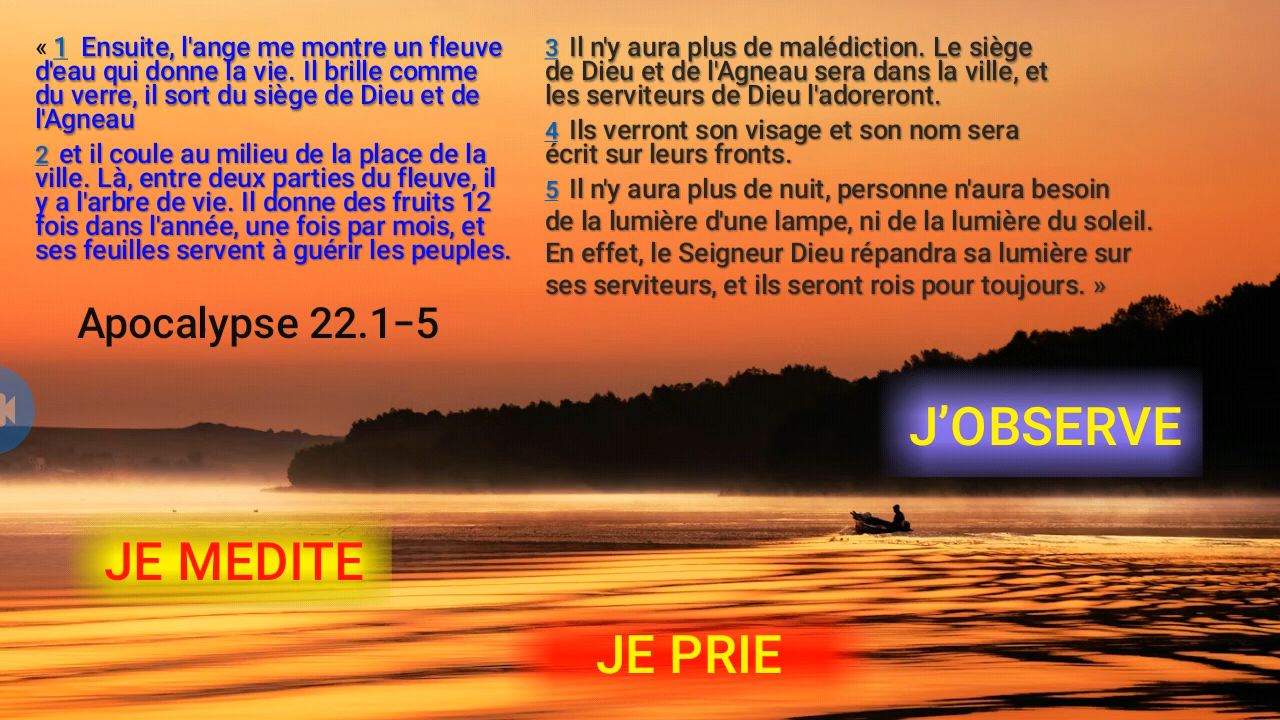 « 1 Ensuite, l'ange me montre un fleuve
d'eau qui donne la vie. Il brille comme
du verre, il sort du siège de Dieu et de
l'Agneau
2 et il coule au milieu de la place de la
ville. Là, entre deux parties du fleuve, il
y a l'arbre de vie. Il donne des fruits 12
fois dans l'année, une fois par mois, et
ses feuilles servent à guérir les peuples.
Apocalypse 22.1-5
3 Il n'y aura plus de malédiction. Le siège
de Dieu et de l'Agneau sera dans la ville, et
les serviteurs de Dieu l'adoreront.
4 Ils verront son visage et son nom sera
écrit sur leurs fronts.
5 Il n'y aura plus de nuit, personne n'aura besoin
de la lumière d'une lampe, ni de la lumière du soleil.
En effet, le Seigneur Dieu répandra sa lumière sur
ses serviteurs, et ils seront rois pour toujours. »
J’OBSERVE
JE MEDITE
JE PRIE